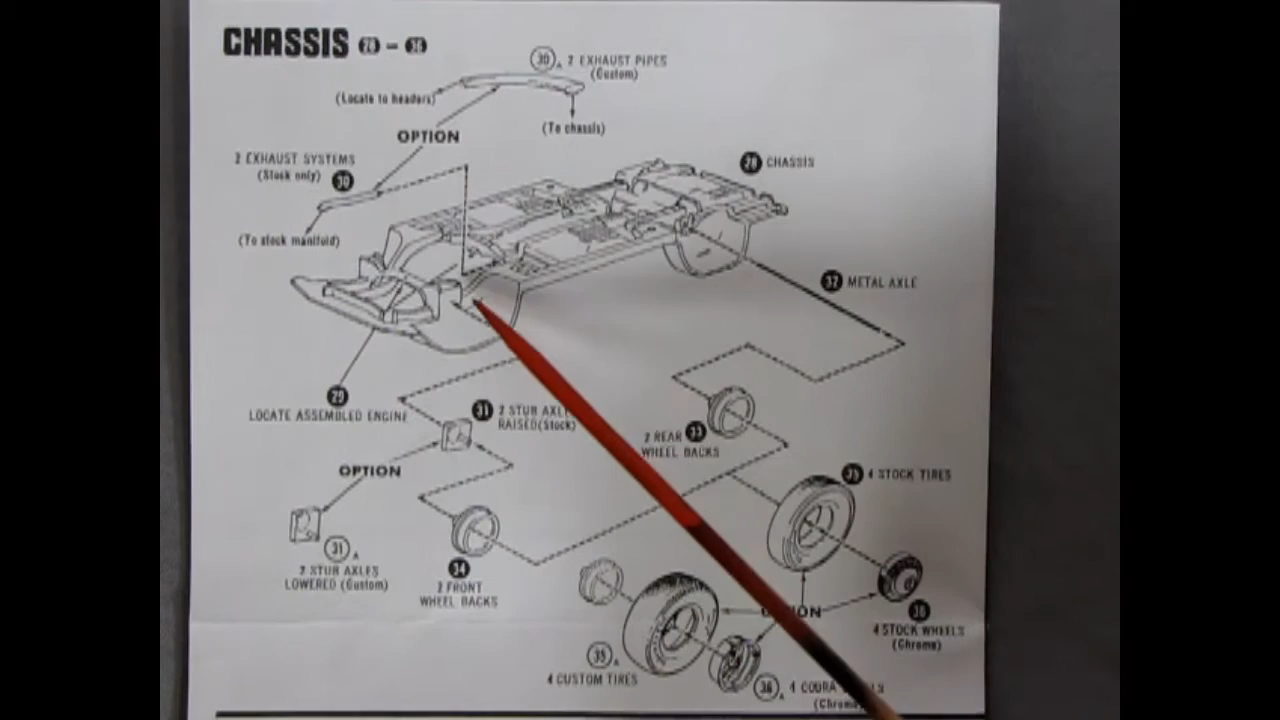 CHASSIS 28 - 36
30 A 2 EXHAUST PIPES
(Custom)
(Locate to headers)
(To chassis)
OPTION
2 EXHAUST SYSTEMS
(Stock only) 30
28 CHASSIS
(To stock manifold)
32 METAL AXLE
29
LOCATE ASSEMBLED ENGINE
31 2 STUB
RAISED (Stock)
2 REAR 33
WHEEL BACKS
OPTION
35 4 STOCK TIRES
31 A
2 STUB AXLES
LOWERED (Custom)
34
2 FRONT
WHEEL BACKS
36
4 STOCK WHEELS
(Chrome)
35 A
4 CUSTOM TIRES
36 A 4 COBRA